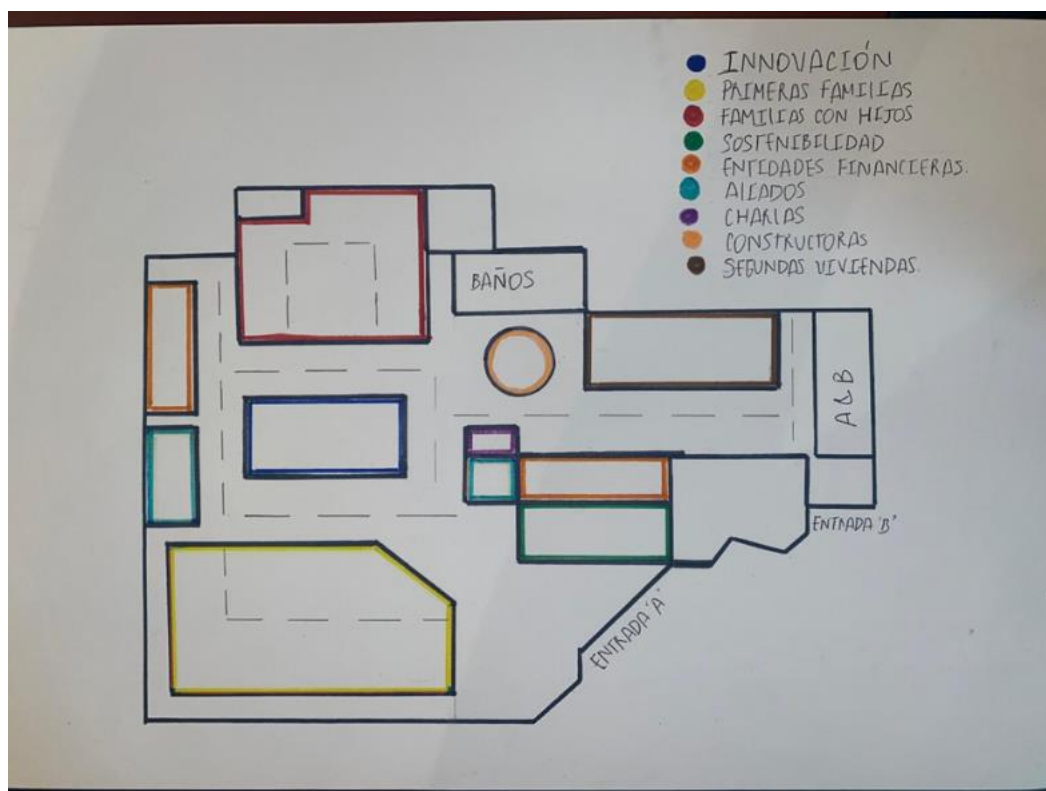 INNOVACIÓN
PRIMERAS FAMILIAS
FAMILIAS CON HIJOS
SOSTENIBILIDAD
ENTIDADES FINANCIERAS.
ALIADOS
CHARLAS
CONSTRUCTORAS
SEGUNDAS VIVIENDAS.
BAÑOS
A&B
ENTRADA 'B'
ENTRADA 'A'